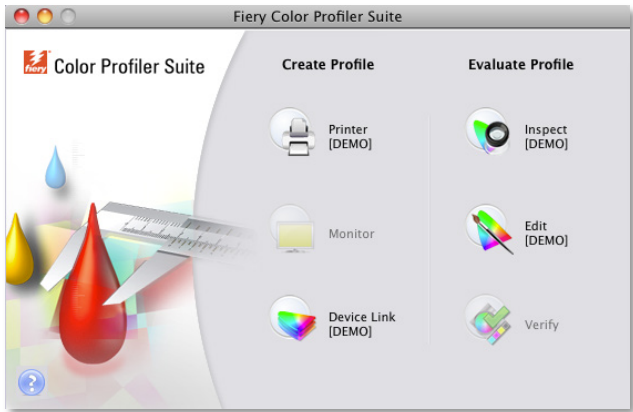 Fiery Color Profiler Suite
fiery Color Profiler Suite
Create Profile
Printer
[DEMO]
Monitor
Device Link
[DEMO]
Evaluate Profile
Inspect
[DEMO]
Edit
[DEMO]
Verify
?